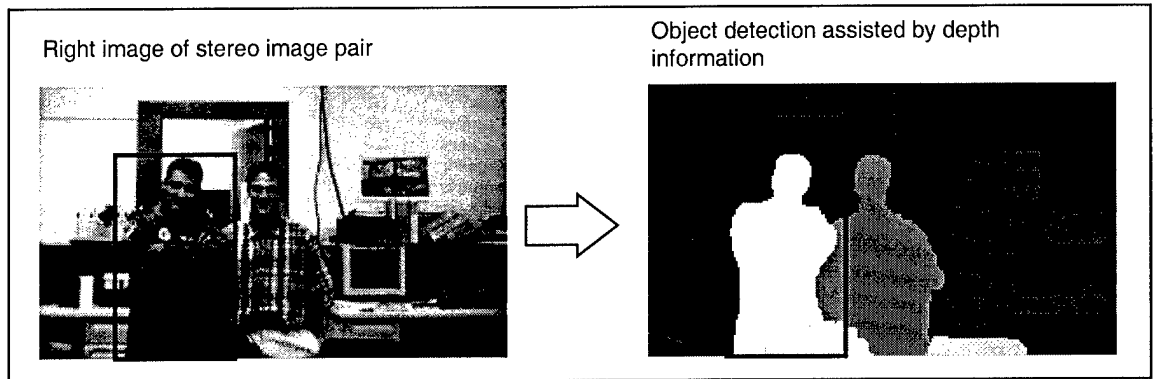 Right image of stereo image pair
Object detection assisted by depth
information